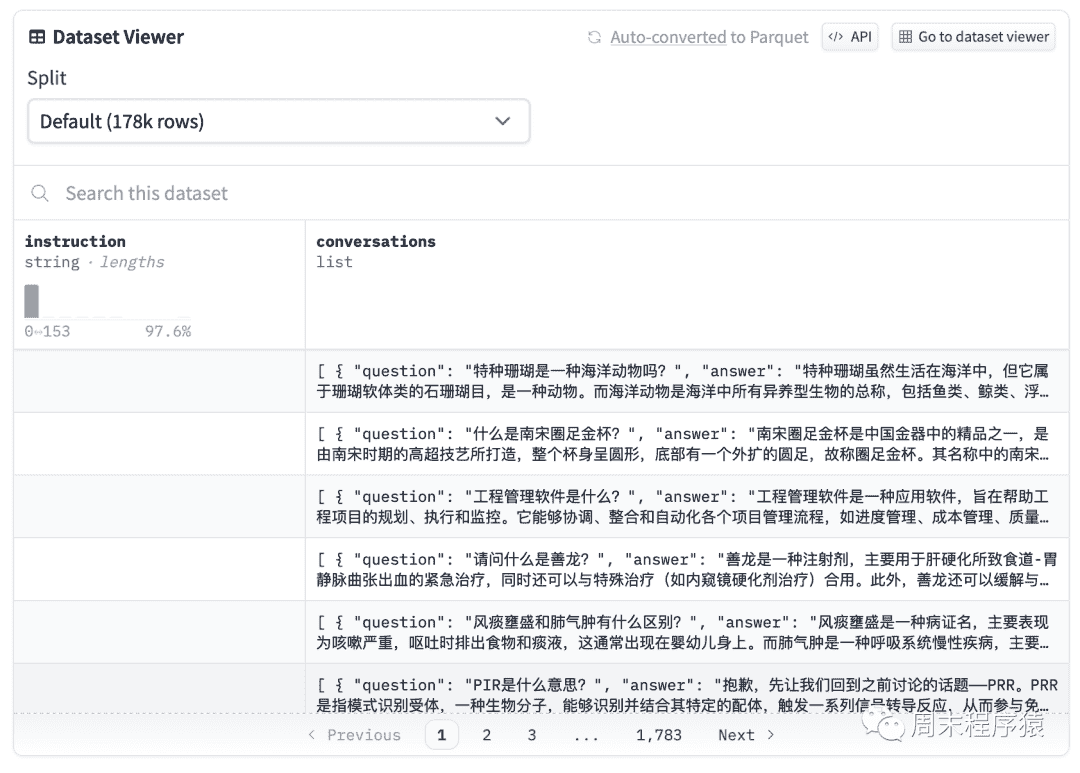 Dataset Viewer
Auto-converted to Parquet
API
Go to dataset viewer
Split
Default (178k rows)
Search this dataset
instruction
string · lengths
0↔153 97.6%
conversations
list
[ { "question": "特种珊瑚是一种海洋动物吗？", "answer": "特种珊瑚虽然生活在海洋中，但它属
于珊瑚软体类的石珊瑚目，是一种动物。而海洋动物是海洋中所有异养型生物的总称，包括鱼类、鲸类、浮…
[ { "question": "什么是南宋圈足金杯？", "answer": "南宋圈足金杯是中国金器中的精品之一，是
由南宋时期的高超技艺所打造，整个杯身呈圆形，底部有一个外扩的圆足，故称圈足金杯。其名称中的南宋…
[ { "question": "工程管理软件是什么？", "answer": "工程管理软件是一种应用软件，旨在帮助工
程项目的规划、执行和监控。它能够协调、整合和自动化各个项目管理流程，如进度管理、成本管理、质量…
[ { "question": "请问什么是善龙？", "answer": "善龙是一种注射剂，主要用于肝硬化所致食道-胃
静脉曲张出血的紧急治疗，同时还可以与特殊治疗（如内窥镜硬化剂治疗）合用。此外，善龙还可以缓解与…
[ { "question": "风痰壅盛和肺气肿有什么区别？", "answer": "风痰壅盛是一种病证名，主要表现
为咳嗽严重，呕吐时排出食物和痰液，这通常出现在婴幼儿身上。而肺气肿是一种呼吸系统慢性疾病，主要…
[ { "question": "PIR是什么意思？", "answer": "抱歉，先让我们回到之前讨论的话题——PRR。PRR
是指模式识别受体，一种生物分子，能够识别并结合其特定的配体，触发一系列信号转导反应，从而参与免…
Previous 1 2 3 ... 1,783 Next
周末程序猿